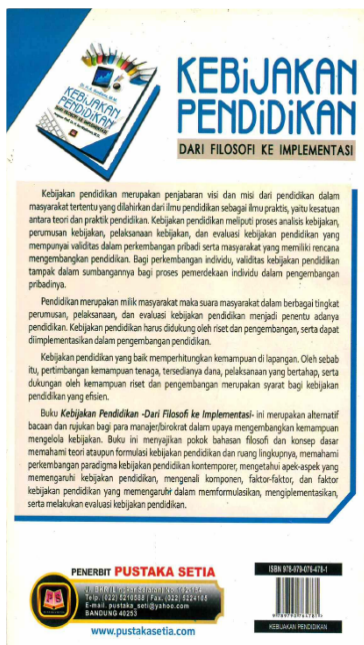 KEBIJAKAN
PENDIDIKAN
DARI FILOSOFI KE IMPLEMENTASI
KEBIJAKAN
PENDIDIKAN
Kebijakan pendidikan merupakan penjabaran visi dan misi dari pendidikan dalam
masyarakat tertentu yang dilahirkan dari ilmu pendidikan sebagai ilmu praktis, yaitu kesatuan
antara teori dan praktik pendidikan. Kebijakan pendidikan meliputi proses analisis kebijakan,
perumusan kebijakan, pelaksanaan kebijakan, dan evaluasi kebijakan pendidikan yang
mempunyai validitas dalam perkembangan pribadi serta masyarakat yang memiliki rencana
mengembangkan pendidikan. Bagi perkembangan individu, validitas kebijakan pendidikan
tampak dalam sumbangannya bagi proses pemerdekaan individu dalam pengembangan
pribadinya.
Pendidikan merupakan milik masyarakat maka suara masyarakat dalam berbagai tingkat
perumusan, pelaksanaan, dan evaluasi kebijakan pendidikan menjadi penentu adanya
pendidikan. Kebijakan pendidikan harus didukung oleh riset dan pengembangan, serta dapat
diimplementasikan dalam pengembangan pendidikan.
Kebijakan pendidikan yang baik memperhitungkan kemampuan di lapangan. Oleh sebab
itu, pertimbangan kemampuan tenaga, tersedianya dana, pelaksanaan yang bertahap, serta
dukungan oleh kemampuan riset dan pengembangan merupakan syarat bagi kebijakan
pendidikan yang efisien.
Buku Kebijakan Pendidikan -Dari Filosofi ke Implementasi- ini merupakan alternatif
bacaan dan rujukan bagi para manajer/birokrat dalam upaya mengembangkan kemampuan
mengelola kebijakan. Buku ini menyajikan pokok bahasan filosofi dan konsep dasar
memahami teori ataupun formulasi kebijakan pendidikan dan ruang lingkupnya, memahami
perkembangan paradigma kebijakan pendidikan kontemporer, mengetahui apek-aspek yang
memengaruhi kebijakan pendidikan, mengenali komponen, faktor-faktor, dan faktor
kebijakan pendidikan yang memengaruhi dalam memformulasikan, mengiplementasikan,
serta melakukan evaluasi kebijakan pendidikan.
PENERBIT PUSTAKA SETIA
E-mail. pustaka_seti@yahoo.com
BANDUNG 40253
www.pustakasetia.com
ISBN 978-979-076-478-1
KEBIJAKAN PENDIDIKAN